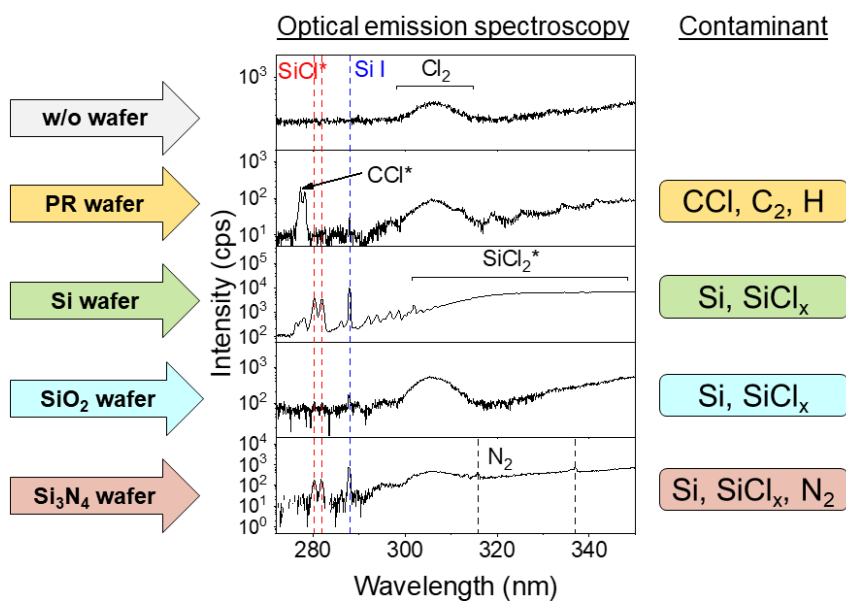 Optical emission spectroscopy
Contaminant
SiCl*
Si I
Cl₂
10³
w/o wafer
10³
10²
10¹
CCl*
PR wafer
CCl, C₂, H
10⁵
10⁴
10³
10²
SiCl₂*
Si wafer
Si, SiClₓ
10³
10²
SiO₂ wafer
Si, SiClₓ
10⁴
10³
10²
10¹
10⁰
N₂
Si₃N₄ wafer
Si, SiClₓ, N₂
Intensity (cps)
280
300
320
340
Wavelength (nm)